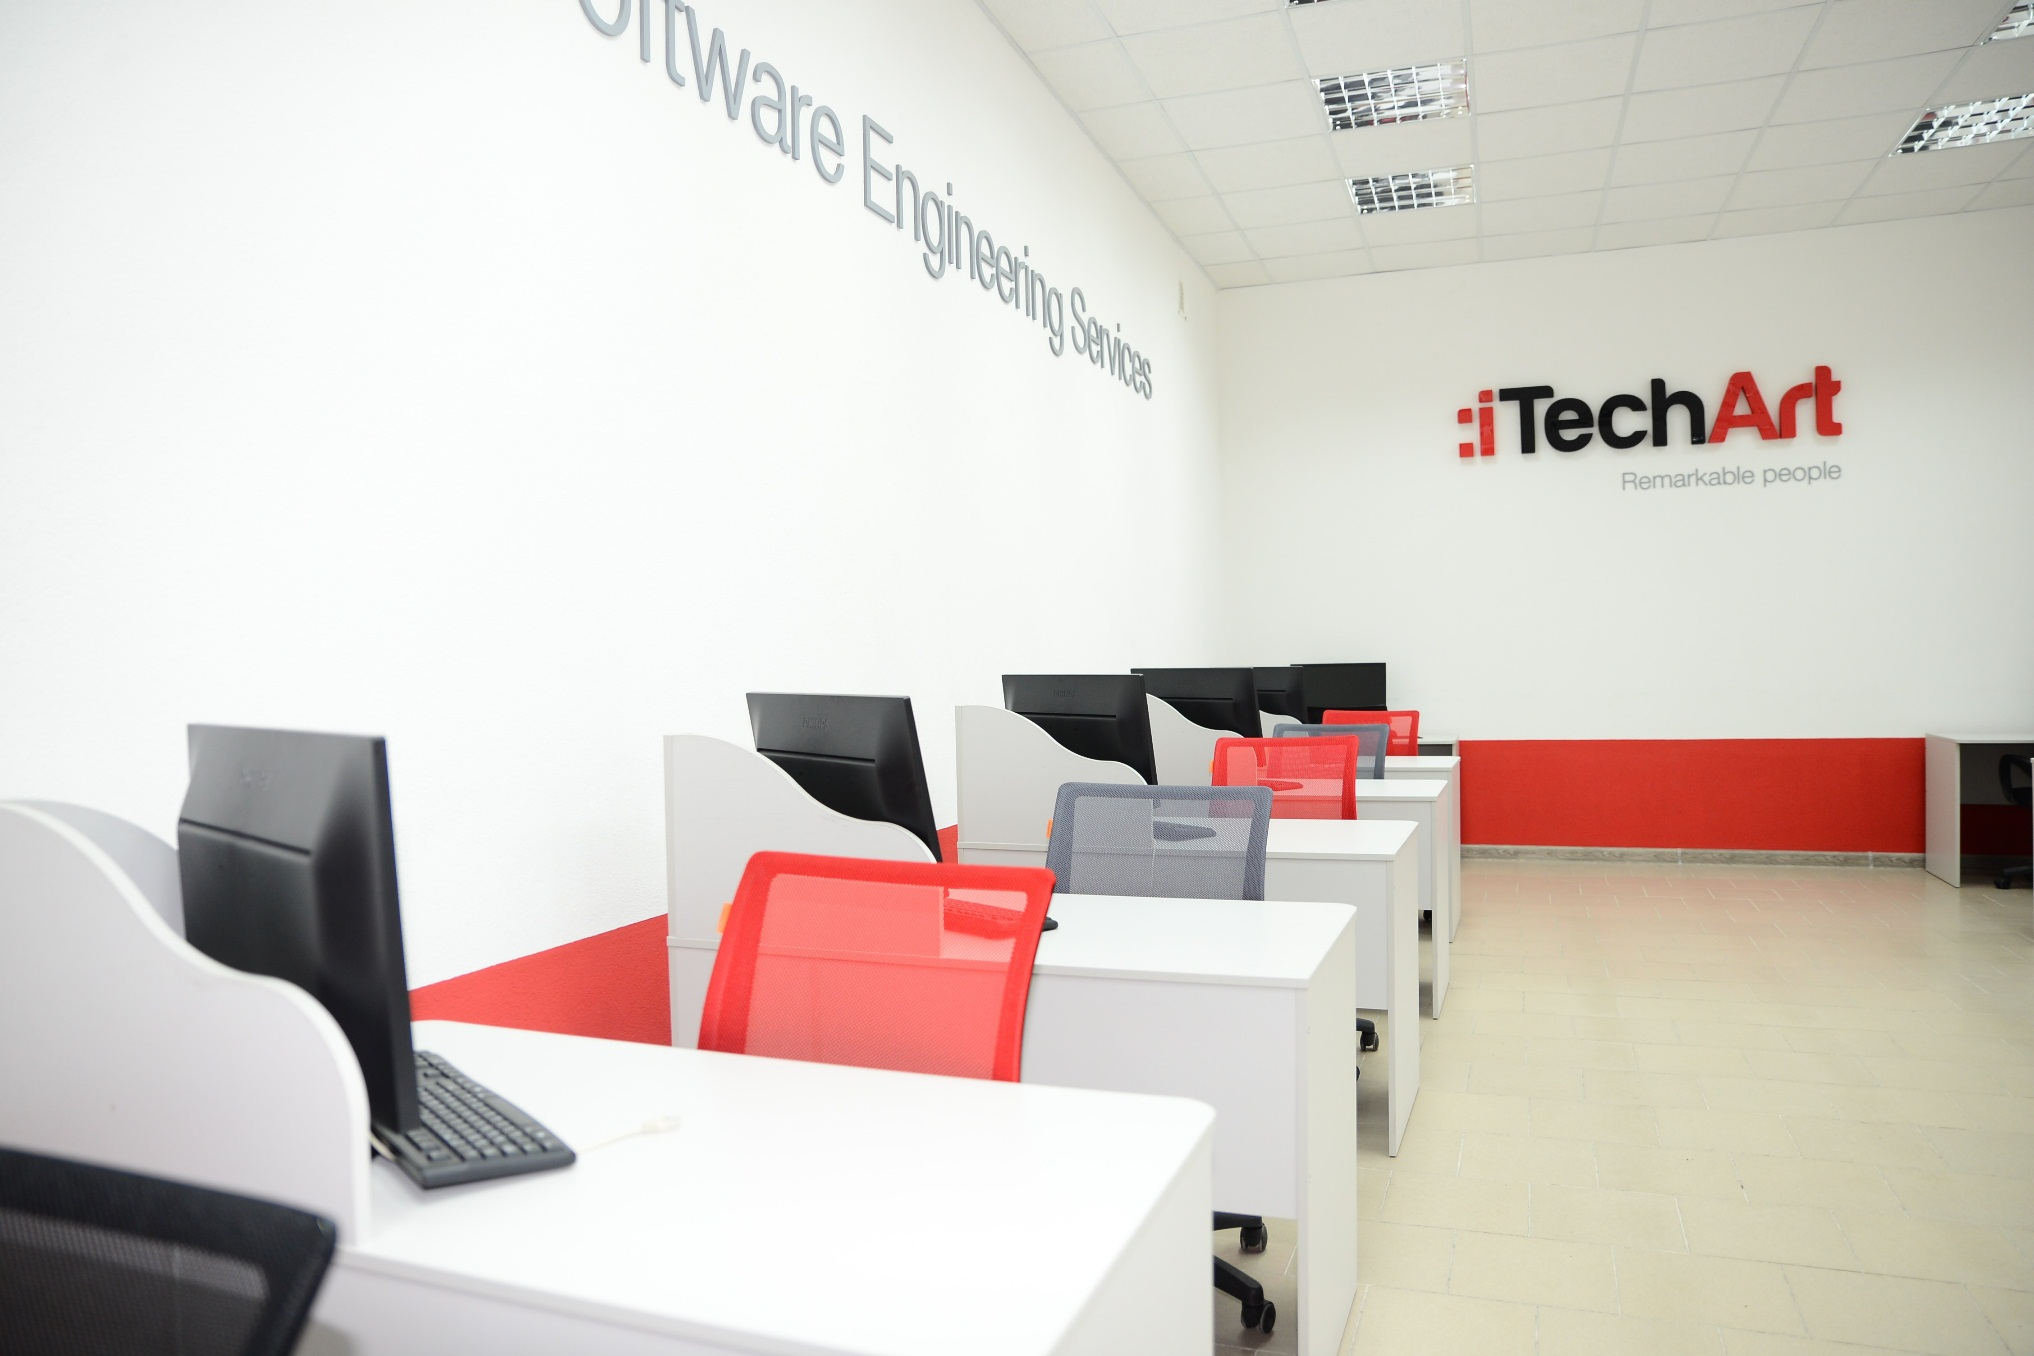 oftware Engineering Services
:iTechArt
Remarkable people